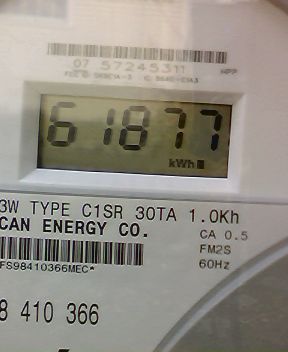 07 57245311
61877
kWh
3W TYPE C1SR 30TA 1.0Kh
CAN ENERGY CO.
CA 0.5
FM2S
FS98410366MEC*
60Hz
8 410 366